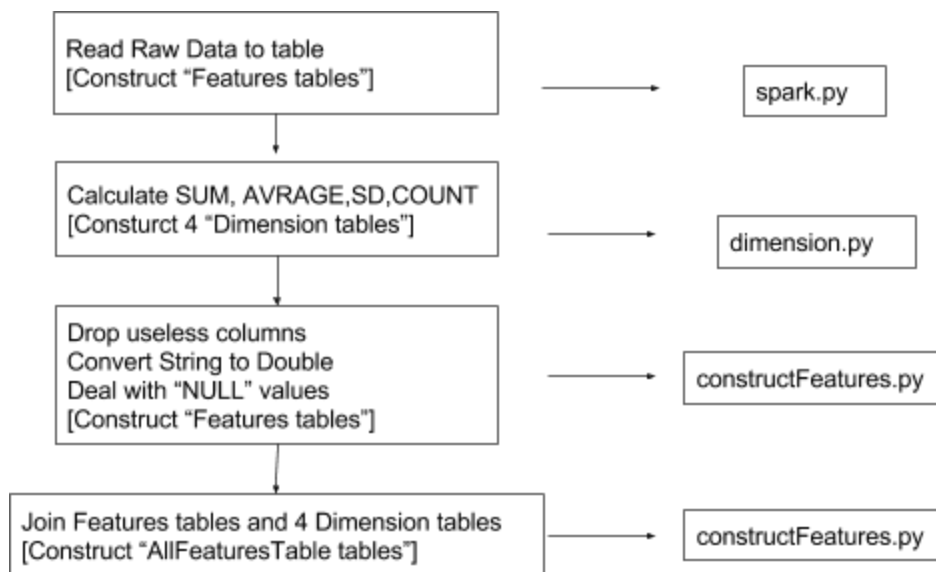 Read Raw Data to table
[Construct “Features tables”]
spark.py
Calculate SUM, AVRAGE,SD,COUNT
[Consturct 4 “Dimension tables”]
dimension.py
Drop useless columns
Convert String to Double
Deal with “NULL” values
[Construct “Features tables”]
constructFeatures.py
Join Features tables and 4 Dimension tables
[Construct “AllFeaturesTable tables”]
constructFeatures.py